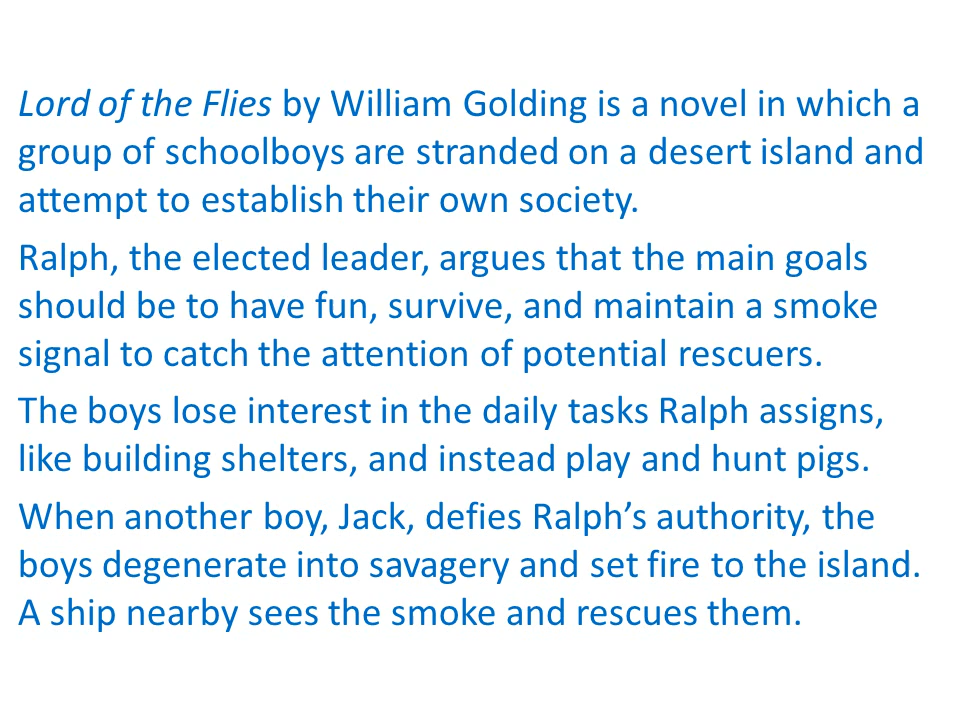 Lord of the Flies by William Golding is a novel in which a
group of schoolboys are stranded on a desert island and
attempt to establish their own society.
Ralph, the elected leader, argues that the main goals
should be to have fun, survive, and maintain a smoke
signal to catch the attention of potential rescuers.
The boys lose interest in the daily tasks Ralph assigns,
like building shelters, and instead play and hunt pigs.
When another boy, Jack, defies Ralph’s authority, the
boys degenerate into savagery and set fire to the island.
A ship nearby sees the smoke and rescues them.